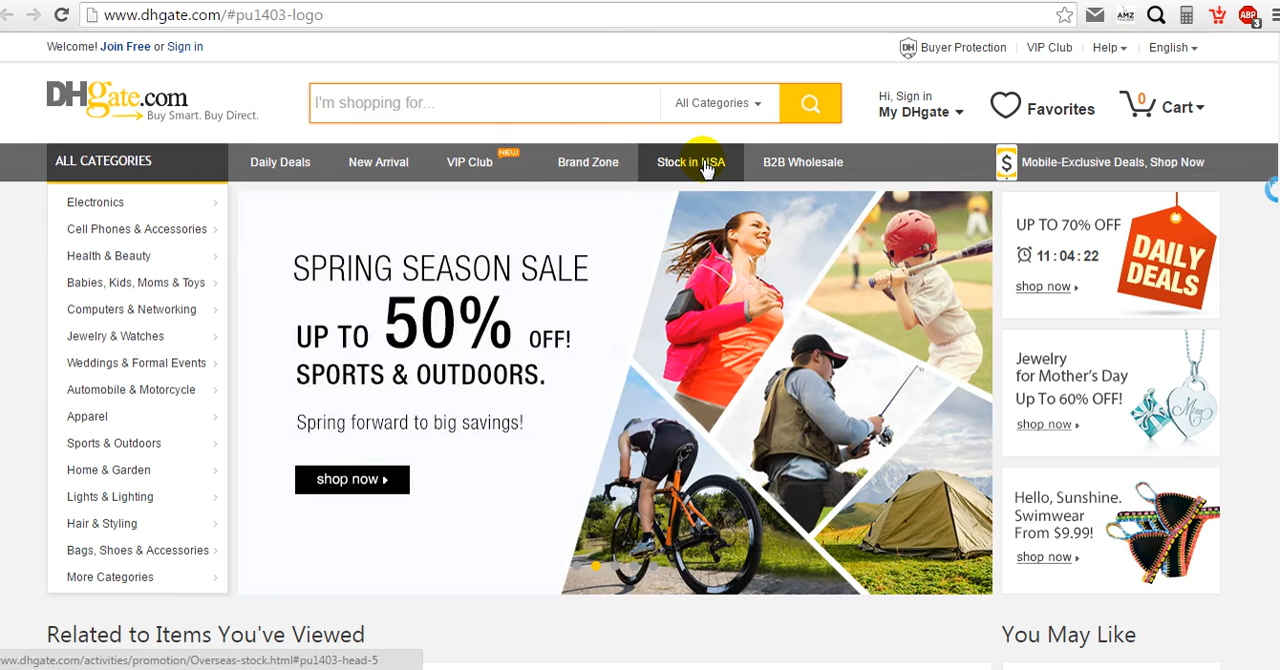 www.dhgate.com/#pu1403-logo
AMZ
ABP
3
Welcome! Join Free or Sign in
DH Buyer Protection
VIP Club
Help
English
DHgate.com
Buy Smart. Buy Direct.
I'm shopping for...
All Categories
Hi, Sign in
My DHgate
Favorites
0
Cart
ALL CATEGORIES
Daily Deals
New Arrival
VIP Club
NEW
Brand Zone
Stock in USA
B2B Wholesale
$
Mobile-Exclusive Deals, Shop Now
Electronics
Cell Phones & Accessories
Health & Beauty
Babies, Kids, Moms & Toys
Computers & Networking
Jewelry & Watches
Weddings & Formal Events
Automobile & Motorcycle
Apparel
Sports & Outdoors
Home & Garden
Lights & Lighting
Hair & Styling
Bags, Shoes & Accessories
More Categories
SPRING SEASON SALE
UP TO 50% OFF!
SPORTS & OUTDOORS.
Spring forward to big savings!
shop now
UP TO 70% OFF
11:04:22
shop now
DAILY
DEALS
Jewelry
for Mother's Day
Up To 60% OFF!
shop now
Mom
Hello, Sunshine.
Swimwear
From $9.99!
shop now
Related to Items You've Viewed
You May Like
www.dhgate.com/activities/promotion/Overseas-stock.html#pu1403-head-5